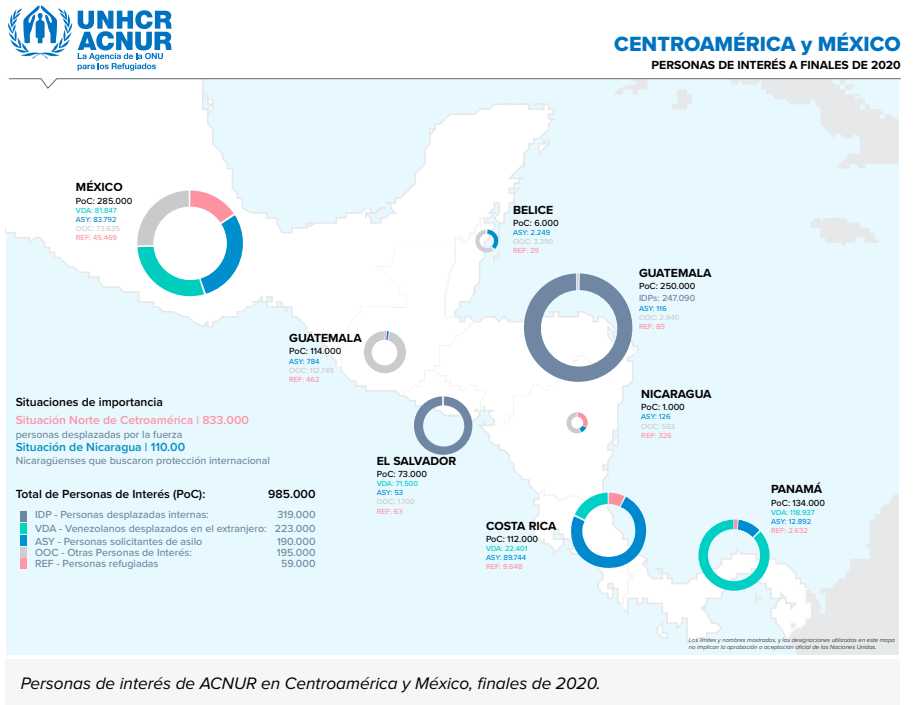 UNHCR
ACNUR
La Agencia de la ONU
para los Refugiados
CENTROAMÉRICA y MÉXICO
PERSONAS DE INTERÉS A FINALES DE 2020
MÉXICO
PoC: 285.000
VDA: 81.847
ASY: 83.792
OOC: 73.635
REF: 45.469
BELICE
PoC: 6.000
ASY: 2.249
OOC: 3.390
REF: 29
GUATEMALA
PoC: 250.000
IDPs: 247.090
ASY: 116
OOC: 2.940
REF: 85
GUATEMALA
PoC: 114.000
ASY: 784
OOC: 112.749
REF: 462
NICARAGUA
PoC: 1.000
ASY: 126
OOC: 563
REF: 326
EL SALVADOR
PoC: 73.000
VDA: 71.500
ASY: 53
OOC: 1.700
REF: 63
COSTA RICA
PoC: 112.000
VDA: 22.401
ASY: 89.744
REF: 9.648
PANAMÁ
PoC: 134.000
VDA: 118.937
ASY: 12.892
REF: 2.632
Situaciones de importancia
Situación Norte de Cetroamérica | 833.000
personas desplazadas por la fuerza
Situación de Nicaragua | 110.00
Nicaragüenses que buscaron protección internacional
Total de Personas de Interés (PoC): 985.000
IDP - Personas desplazadas internas: 319.000
VDA - Venezolanos desplazados en el extranjero: 223.000
ASY - Personas solicitantes de asilo 190.000
OOC - Otras Personas de Interés: 195.000
REF - Personas refugiadas 59.000
Los límites y nombres mostrados, y las designaciones utilizadas en este mapa
no implican la aprobación o aceptación oficial de las Naciones Unidas.
Personas de interés de ACNUR en Centroamérica y México, finales de 2020.